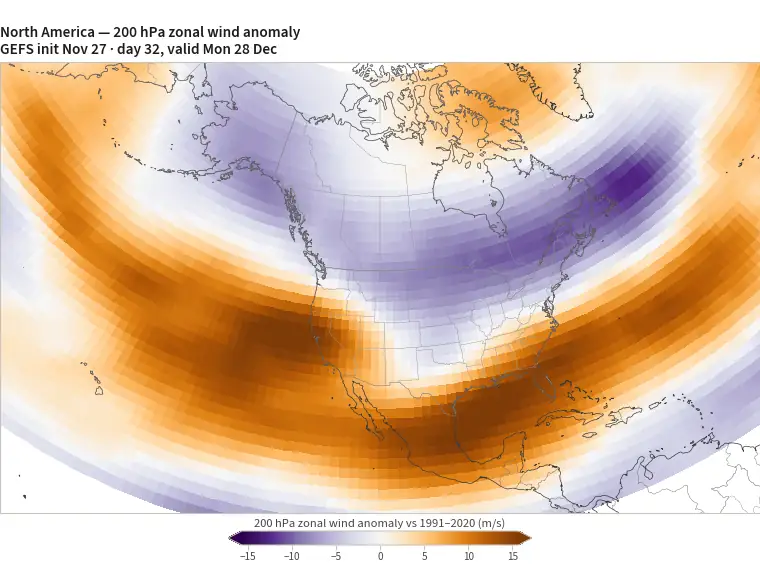 North America — 200 hPa zonal wind anomaly
GEFS init Nov 27 · day 32, valid Mon 28 Dec
200 hPa zonal wind anomaly vs 1991–2020 (m/s)
−15 −10 −5 0 5 10 15